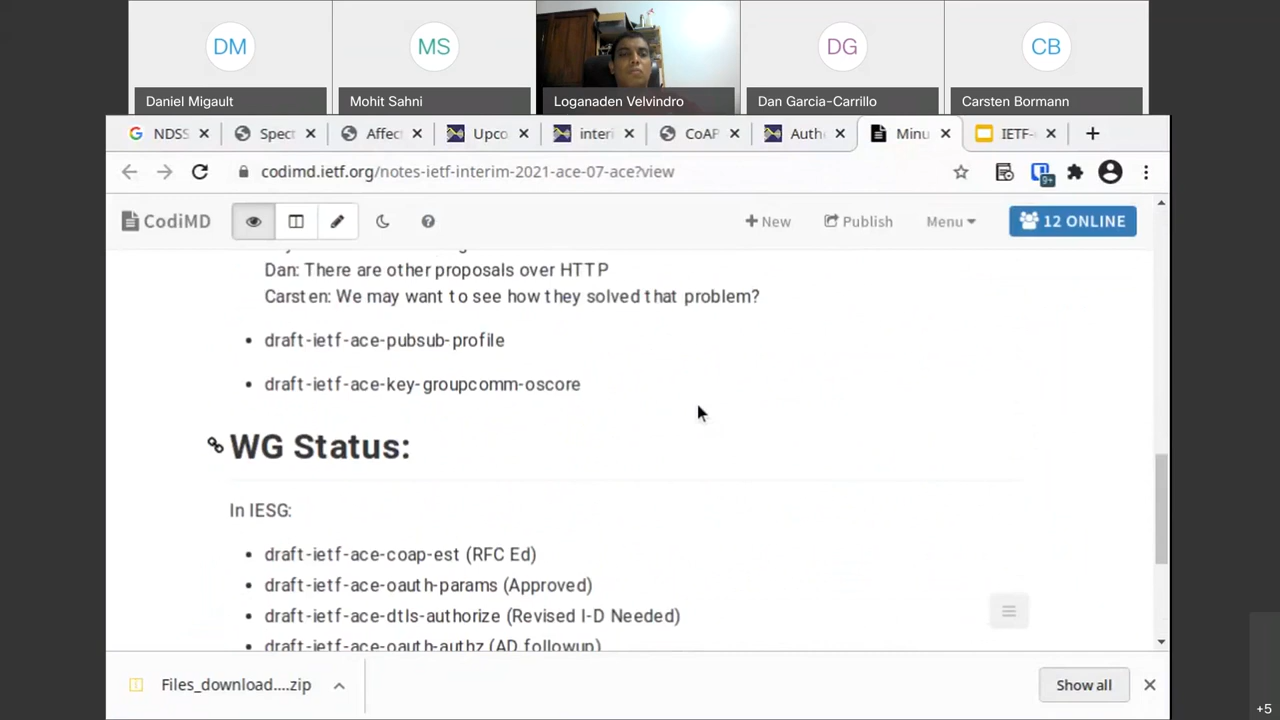 DM
MS
DG
CB
Daniel Migault
Mohit Sahni
Loganaden Velvindro
Dan Garcia-Carrillo
Carsten Bormann
NDSS
Spect
Affect
Upco
interi
CoAP
Auth
Minu
IETF-
codimd.ietf.org/notes-ietf-interim-2021-ace-07-ace?view
9+
CodiMD
New
Publish
Menu
12 ONLINE
Dan: There are other proposals over HTTP
Carsten: We may want to see how they solved that problem?
draft-ietf-ace-pubsub-profile
draft-ietf-ace-key-groupcomm-oscore
WG Status:
In IESG:
draft-ietf-ace-coap-est (RFC Ed)
draft-ietf-ace-oauth-params (Approved)
draft-ietf-ace-dtls-authorize (Revised I-D Needed)
draft-ietf-ace-oauth-authz (AD followup)
Files_download....zip
Show all
+5